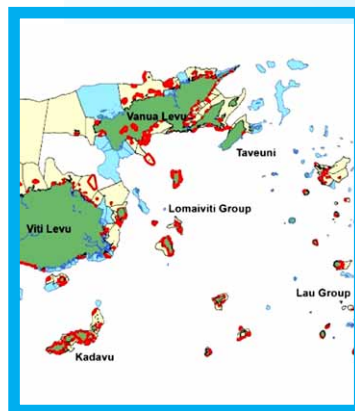 Vanua Levu
Taveuni
Lomaiviti Group
Viti Levu
Lau Group
Kadavu